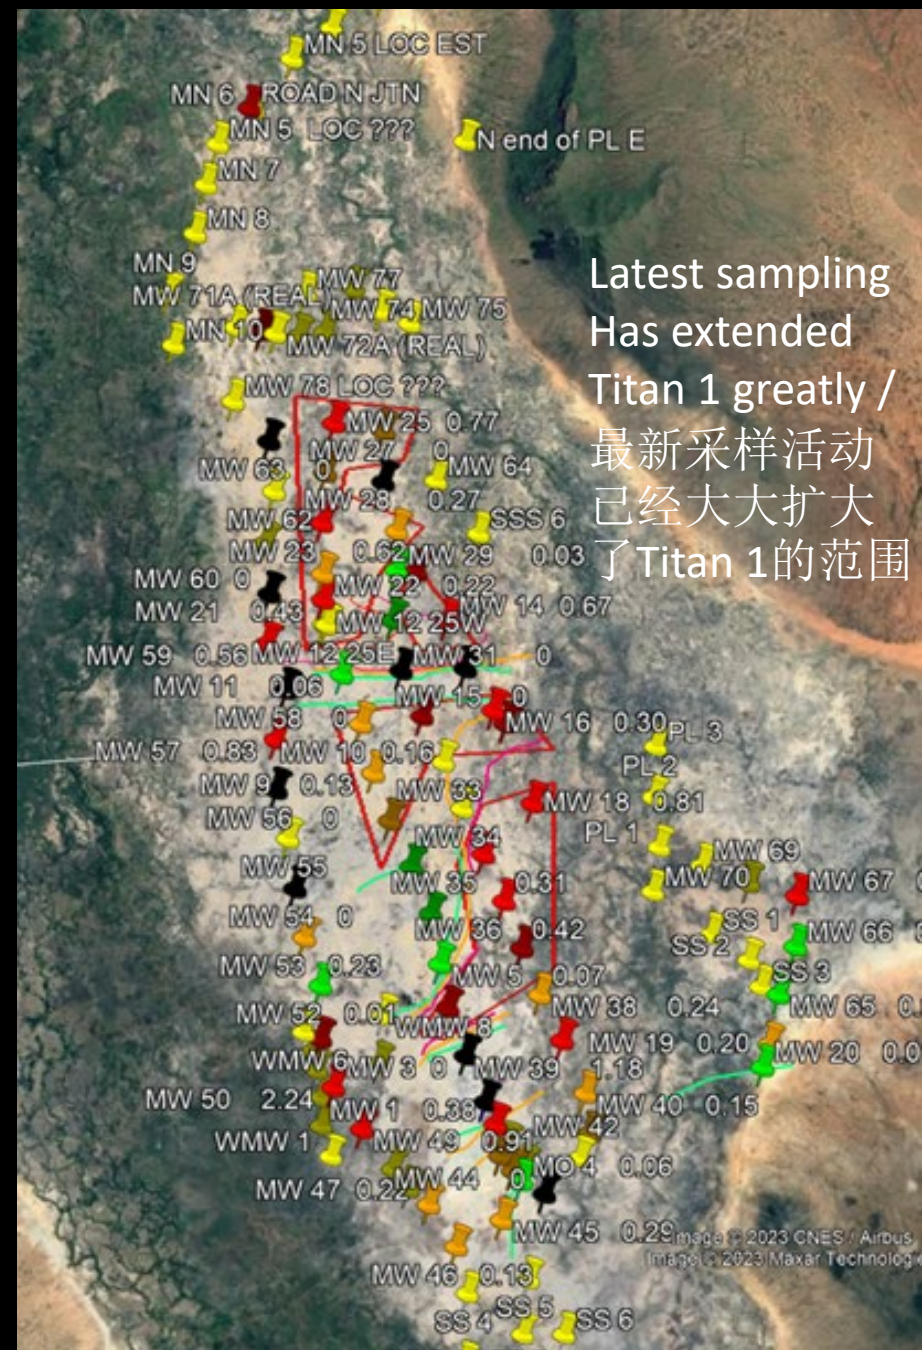 MN 5 LOC EST
MN 6 ROAD N JTN
MN 5 LOC ???
N end of PL E
MN 7
MN 8
MN 9
MW 77
MW 71A (REAL)
MW 74 MW 75
MN 10
MW 72A (REAL)
MW 78 LOC ???
MW 25 0.77
MW 27 0
MW 63 0
MW 64
MW 28 0.27
MW 62
SSS 6
MW 23 0.62
MW 29 0.03
MW 60 0
MW 22 0.22
MW 21 0.43
MW 14 0.67
MW 12 25W
MW 59 0.56
MW 12 25E
MW 31 0
MW 11 0.06
MW 15 0
MW 58 0
MW 16 0.30
PL 3
MW 57 0.83
MW 10 0.16
PL 2
MW 9 0.13
MW 33
MW 18 0.81
MW 56 0
MW 34
PL 1
MW 69
MW 55
MW 35 0.31
MW 70
MW 67
MW 54 0
MW 36 0.42
SS 1
MW 66
SS 2
MW 53 0.23
MW 5 0.07
SS 3
MW 52 0.01
MW 38 0.24
MW 65
WMW 8
MW 19 0.20
MW 20
WMW 6
MW 3 0
MW 39 1.18
MW 50 2.24
MW 1 0.38
MW 40 0.15
WMW 1
MW 49 0.91
MW 42
MW 47 0.22
MW 44 0
MO 4 0.06
MW 45 0.29
MW 46 0.13
SS 4
SS 5
SS 6
Image © 2023 CNES / Airbus
Image © 2023 Maxar Technologie
Latest sampling
Has extended
Titan 1 greatly /
最新采样活动
已经大大扩大
了Titan 1的范围